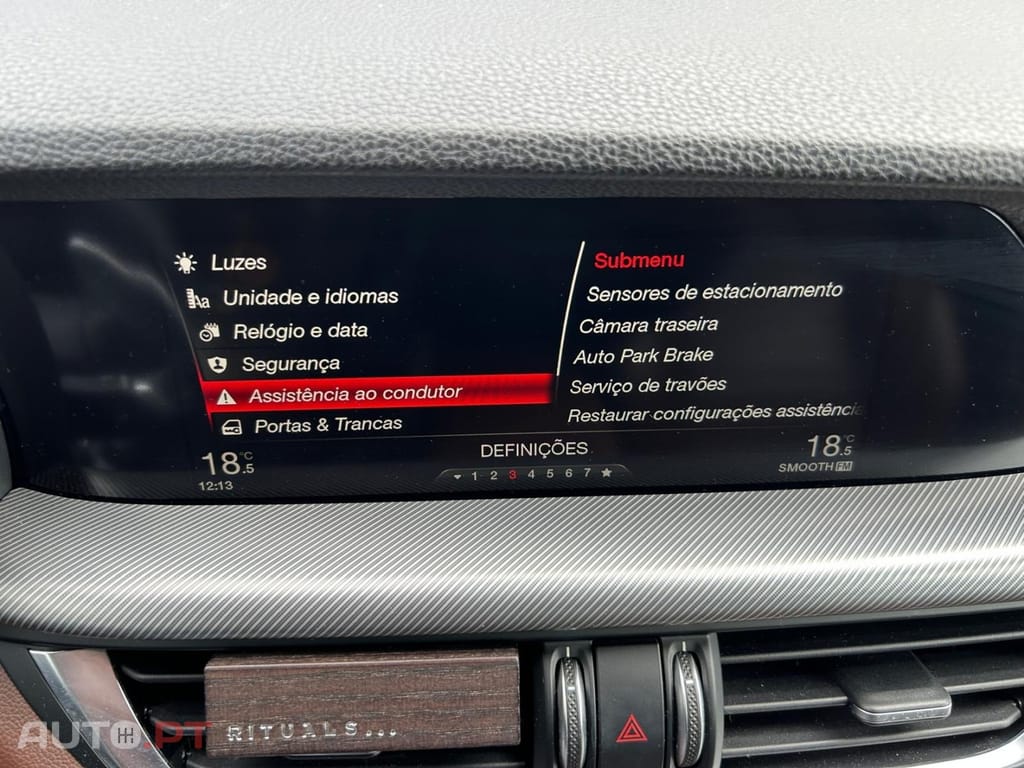 Luzes
Unidade e idiomas
Relógio e data
Segurança
Assistência ao condutor
Portas & Trancas
Submenu
Sensores de estacionamento
Câmara traseira
Auto Park Brake
Serviço de travões
Restaurar configurações assistência
DEFINIÇÕES
1 2 3 4 5 6 7
18.5°C
12:13
18.5°C
SMOOTH FM
RITUALS...
AUTO.PT